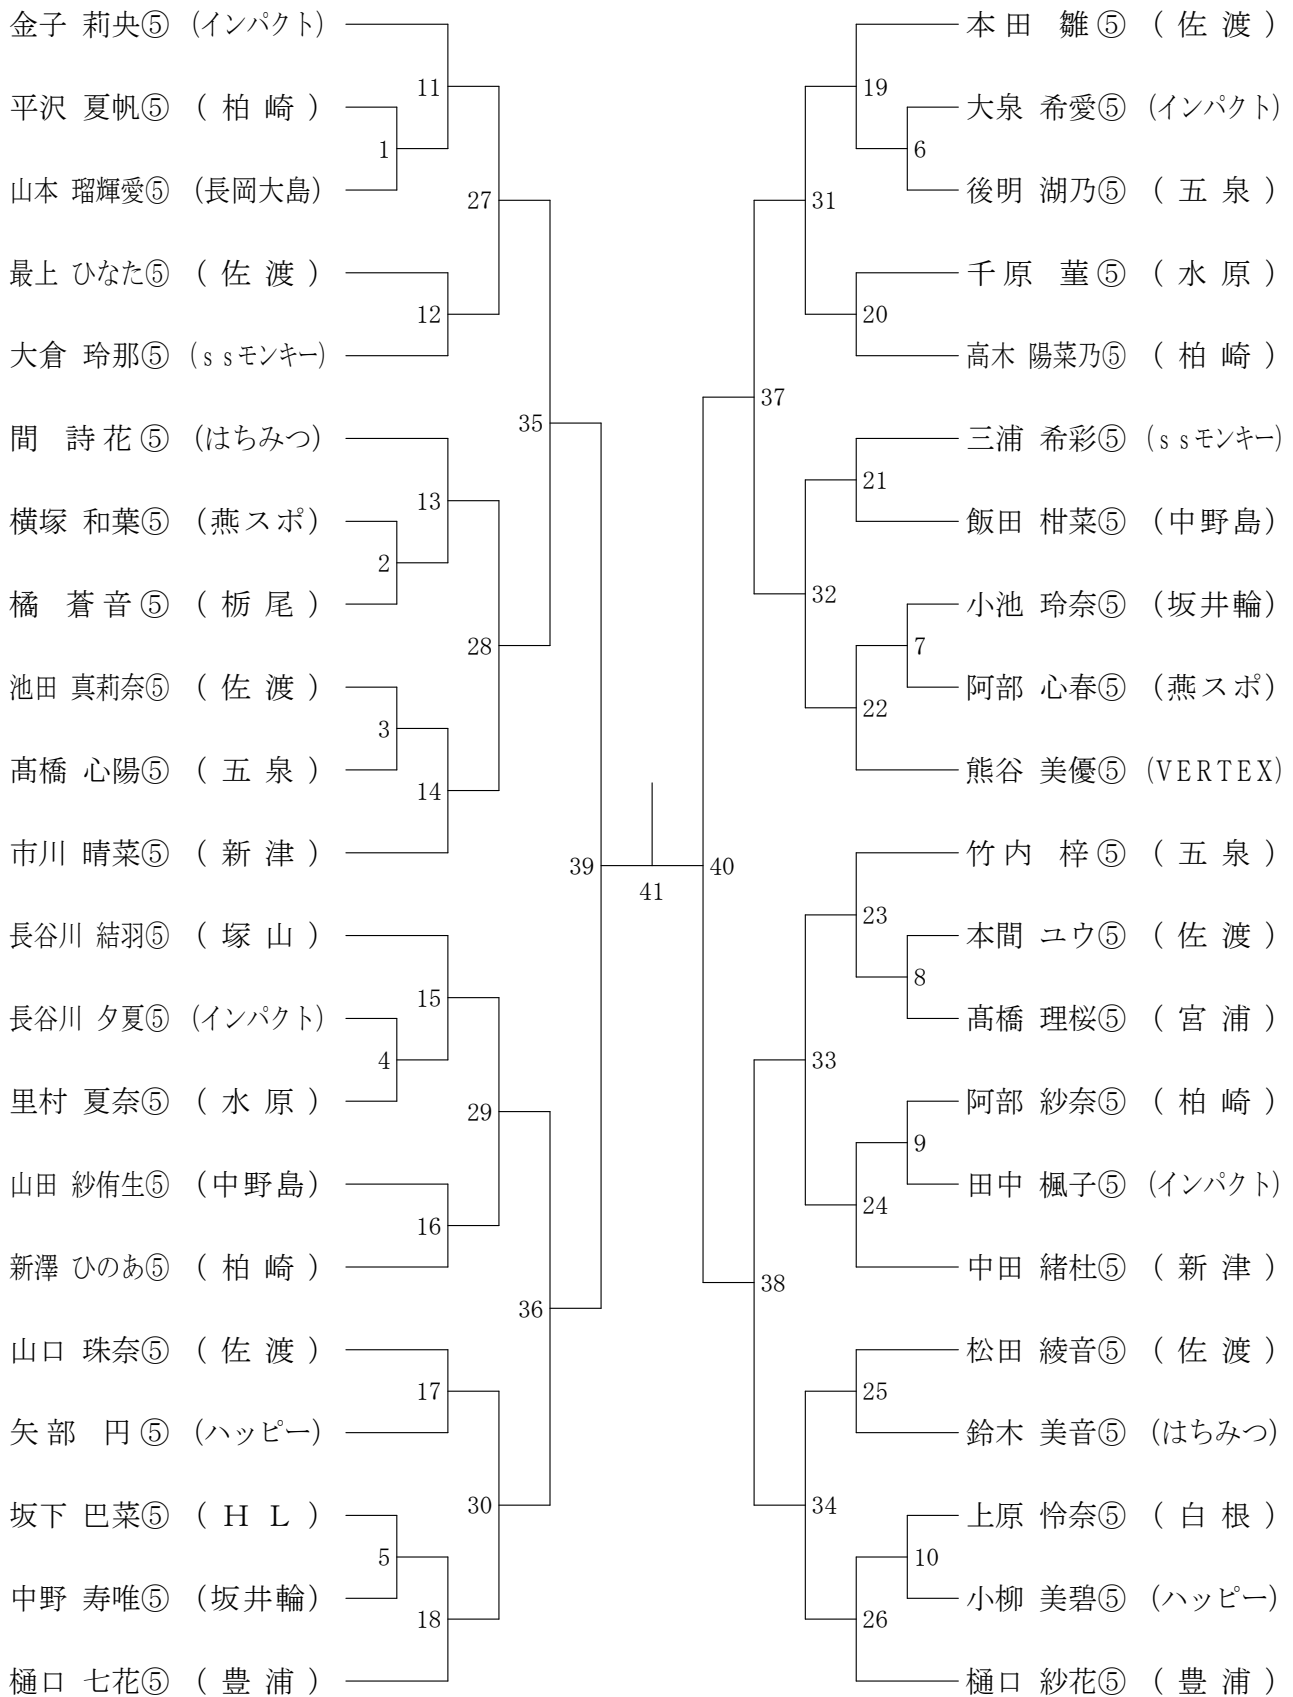 金子 莉央⑤ (インパクト)
11
平沢 夏帆⑤ ( 柏 崎 )
1
山本 瑠輝愛⑤ (長岡大島)
27
最上 ひなた⑤ ( 佐 渡 )
12
大倉 玲那⑤ (ｓｓモンキー)
35
間 詩花⑤ (はちみつ)
13
横塚 和葉⑤ (燕スポ)
2
橘 蒼音⑤ ( 栃 尾 )
28
池田 真莉奈⑤ ( 佐 渡 )
3
髙橋 心陽⑤ ( 五 泉 )
14
市川 晴菜⑤ ( 新 津 )
39
長谷川 結羽⑤ ( 塚 山 )
15
長谷川 夕夏⑤ (インパクト)
4
里村 夏奈⑤ ( 水 原 )
29
山田 紗侑生⑤ (中野島)
16
新澤 ひのあ⑤ ( 柏 崎 )
36
山口 珠奈⑤ ( 佐 渡 )
17
矢部 円⑤ (ハッピー)
30
坂下 巴菜⑤ ( Ｈ Ｌ )
5
中野 寿唯⑤ (坂井輪)
18
樋口 七花⑤ ( 豊 浦 )
41
本田 雛⑤ ( 佐 渡 )
19
大泉 希愛⑤ (インパクト)
6
後明 湖乃⑤ ( 五 泉 )
31
千原 菫⑤ ( 水 原 )
20
高木 陽菜乃⑤ ( 柏 崎 )
37
三浦 希彩⑤ (ｓｓモンキー)
21
飯田 柑菜⑤ (中野島)
32
小池 玲奈⑤ (坂井輪)
7
阿部 心春⑤ (燕スポ)
22
熊谷 美優⑤ (VERTEX)
40
竹内 梓⑤ ( 五 泉 )
23
本間 ユウ⑤ ( 佐 渡 )
8
髙橋 理桜⑤ ( 宮 浦 )
33
阿部 紗奈⑤ ( 柏 崎 )
9
田中 楓子⑤ (インパクト)
24
中田 緒杜⑤ ( 新 津 )
38
松田 綾音⑤ ( 佐 渡 )
25
鈴木 美音⑤ (はちみつ)
34
上原 怜奈⑤ ( 白 根 )
10
小柳 美碧⑤ (ハッピー)
26
樋口 紗花⑤ ( 豊 浦 )